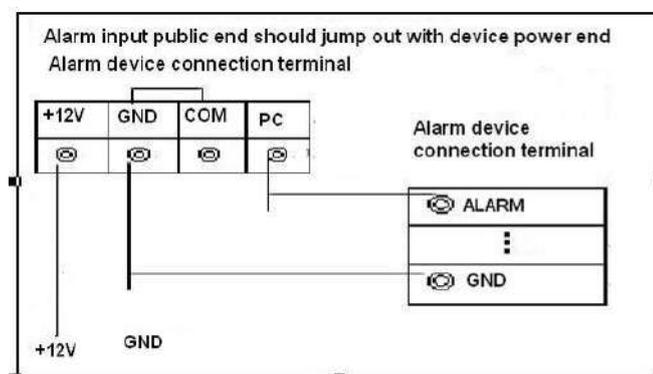 Alarm input public end should jump out with device power end
Alarm device connection terminal
+12V GND COM PC
Alarm device
connection terminal
ALARM
GND
+12V GND